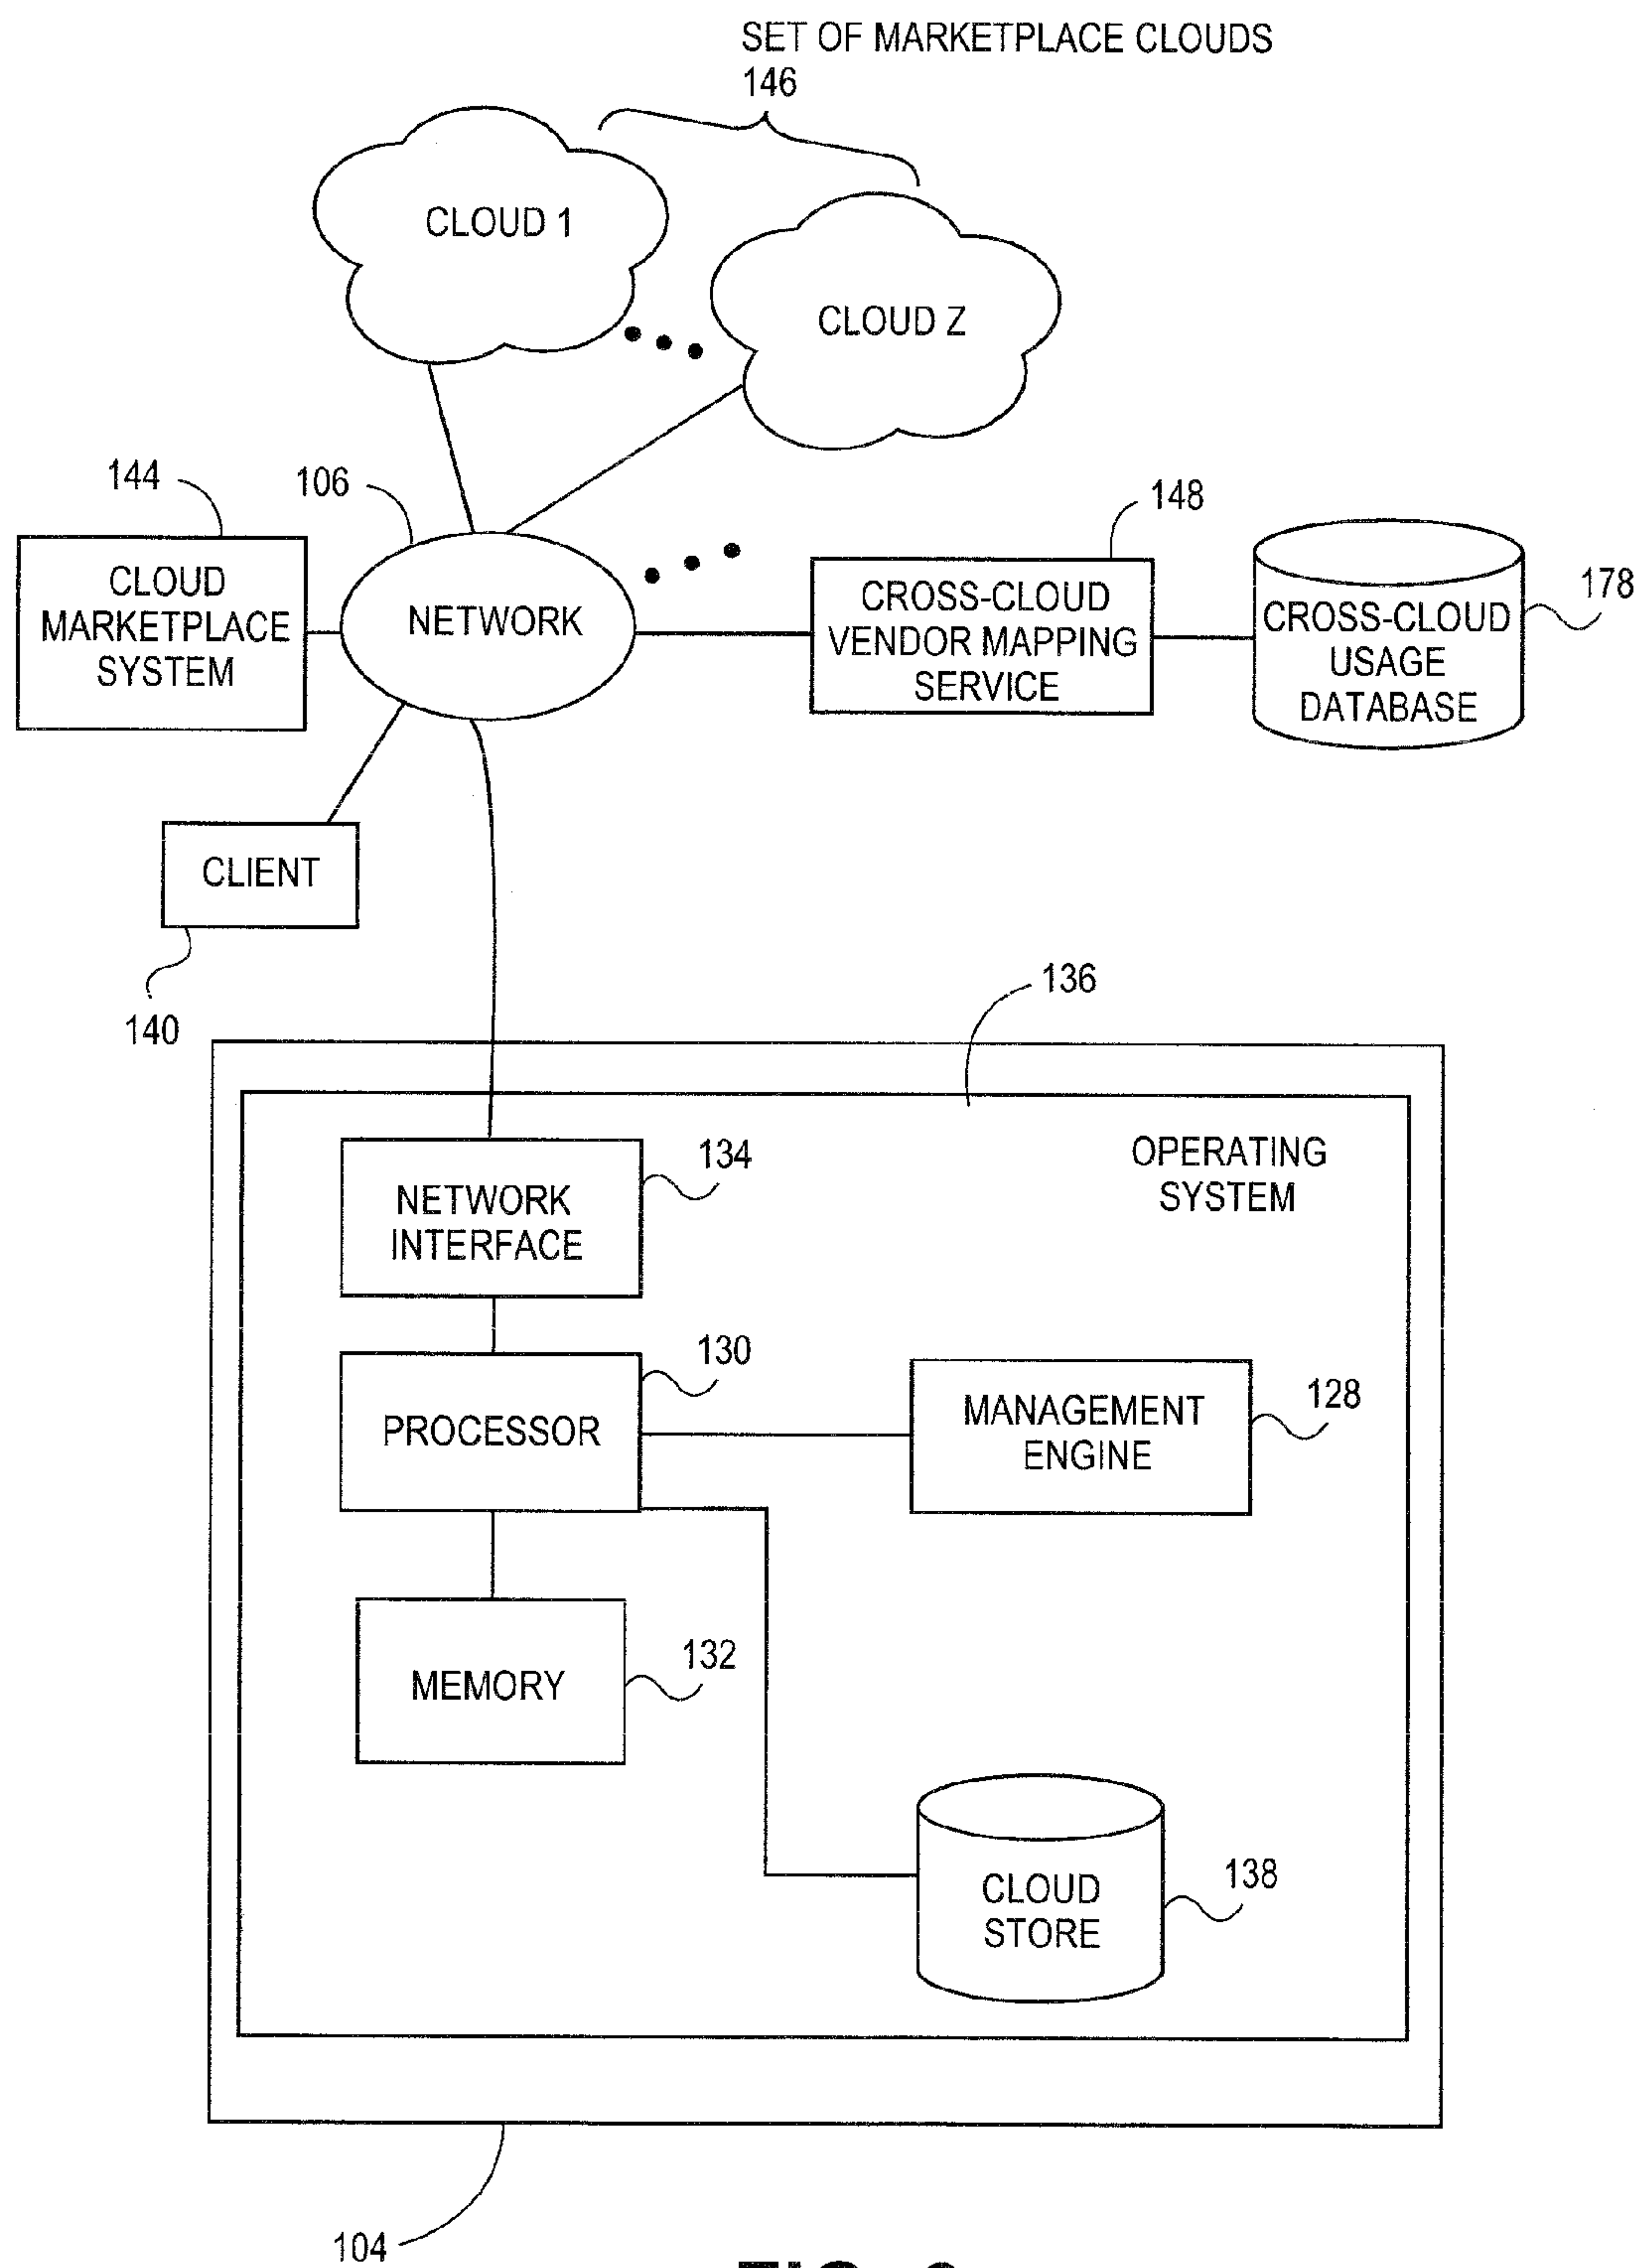 SET OF MARKETPLACE CLOUDS
146
CLOUD 1
CLOUD Z
144
106
148
178
CLOUD
MARKETPLACE
SYSTEM
NETWORK
CROSS-CLOUD
VENDOR MAPPING
SERVICE
CROSS-CLOUD
USAGE
DATABASE
CLIENT
140
136
OPERATING
SYSTEM
134
NETWORK
INTERFACE
130
PROCESSOR
MANAGEMENT
ENGINE
128
132
MEMORY
CLOUD
STORE
138
104